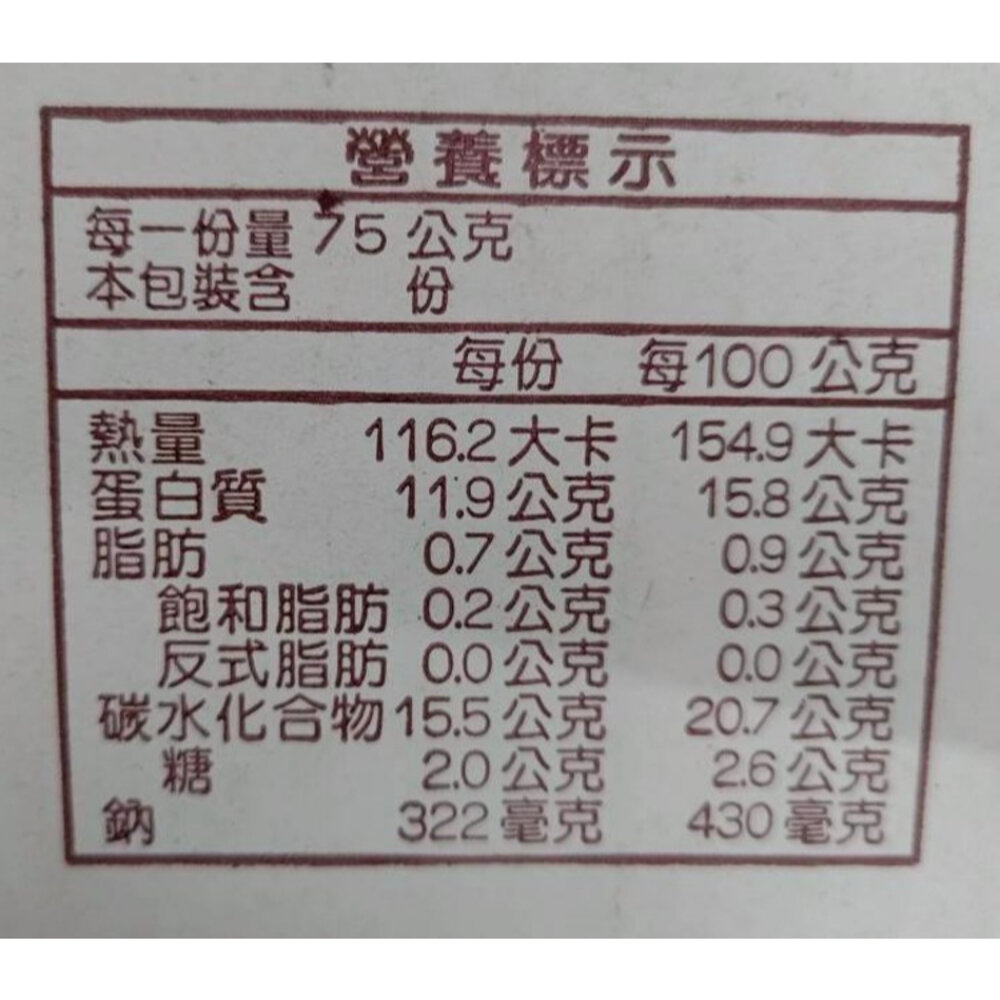 營養標示
每一份量 75 公克
本包裝含 份
每份 每100 公克
熱量 116.2 大卡 154.9 大卡
蛋白質 11.9 公克 15.8 公克
脂肪 0.7 公克 0.9 公克
飽和脂肪 0.2 公克 0.3 公克
反式脂肪 0.0 公克 0.0 公克
碳水化合物 15.5 公克 20.7 公克
糖 2.0 公克 2.6 公克
鈉 322 毫克 430 毫克